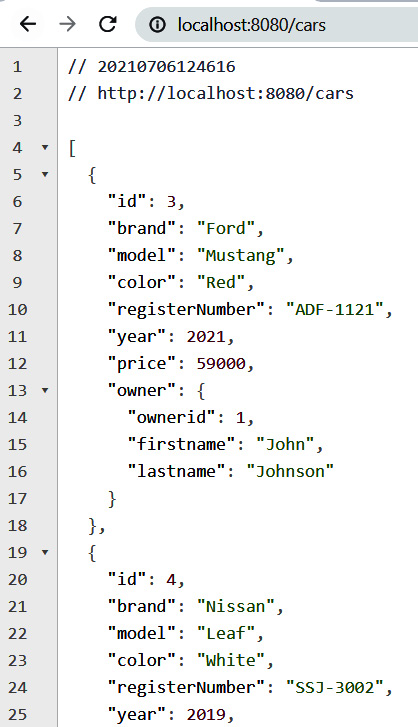 localhost:8080/cars
1 // 20210706124616
2 // http://localhost:8080/cars
3
4 [
5 {
6 "id": 3,
7 "brand": "Ford",
8 "model": "Mustang",
9 "color": "Red",
10 "registerNumber": "ADF-1121",
11 "year": 2021,
12 "price": 59000,
13 "owner": {
14 "ownerid": 1,
15 "firstname": "John",
16 "lastname": "Johnson"
17 }
18 },
19 {
20 "id": 4,
21 "brand": "Nissan",
22 "model": "Leaf",
23 "color": "White",
24 "registerNumber": "SSJ-3002",
25 "year": 2019,